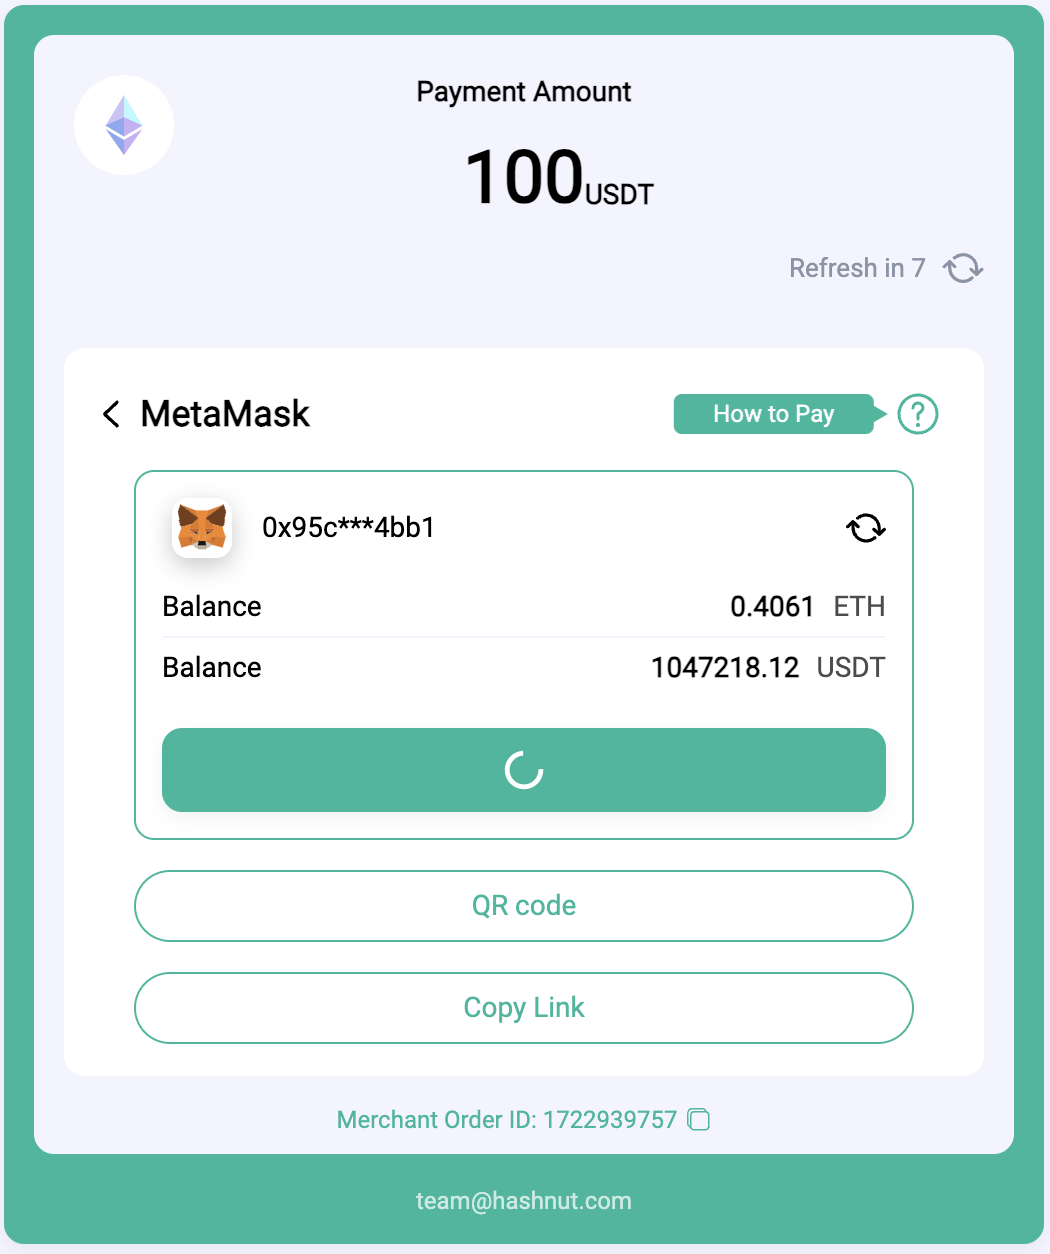 Payment Amount
100USDT
Refresh in 7
MetaMask
How to Pay
?
0x95c***4bb1
Balance 0.4061 ETH
Balance 1047218.12 USDT
QR code
Copy Link
Merchant Order ID: 1722939757
team@hashnut.com